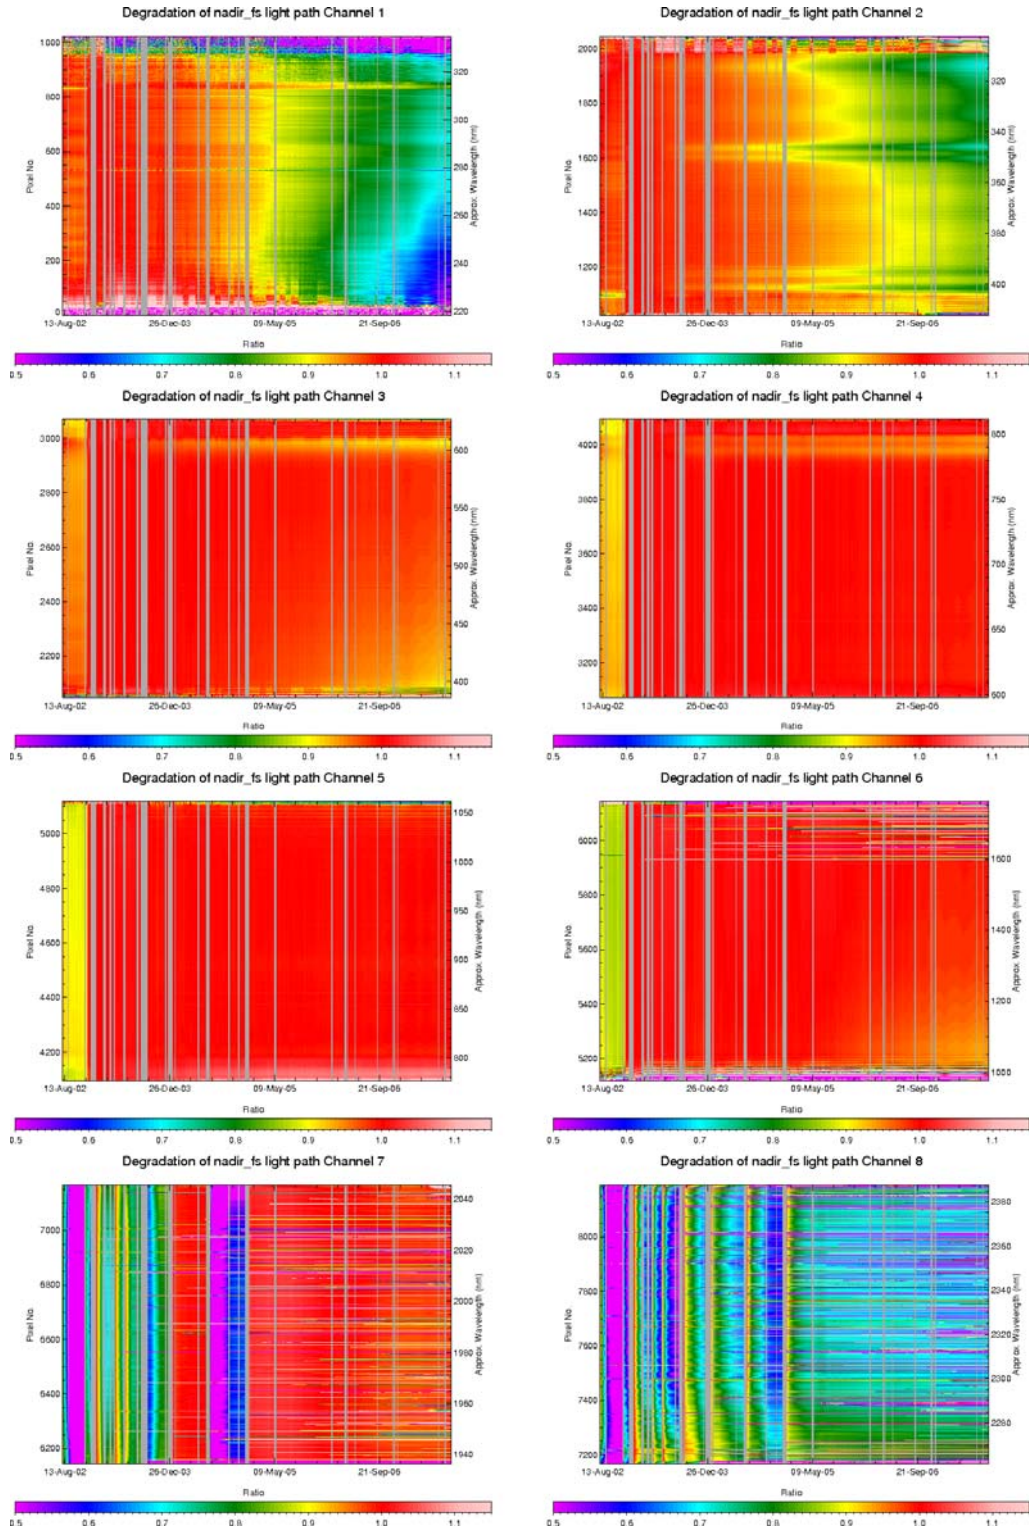 Degradation of nadir_fs light path Channel 1
Pixel No.
1000
800
600
400
200
0
Approx. Wavelength (nm)
320
300
280
260
240
220
13-Aug-02 26-Dec-03 09-May-05 21-Sep-06
Ratio
0.5 0.6 0.7 0.8 0.9 1.0 1.1
Degradation of nadir_fs light path Channel 2
Pixel No.
2000
1800
1600
1400
1200
Approx. Wavelength (nm)
320
340
360
380
400
13-Aug-02 26-Dec-03 09-May-05 21-Sep-06
Ratio
0.5 0.6 0.7 0.8 0.9 1.0 1.1
Degradation of nadir_fs light path Channel 3
Pixel No.
3000
2800
2600
2400
2200
Approx. Wavelength (nm)
600
550
500
450
400
13-Aug-02 26-Dec-03 09-May-05 21-Sep-06
Ratio
0.5 0.6 0.7 0.8 0.9 1.0 1.1
Degradation of nadir_fs light path Channel 4
Pixel No.
4000
3800
3600
3400
3200
Approx. Wavelength (nm)
800
750
700
650
600
13-Aug-02 26-Dec-03 09-May-05 21-Sep-06
Ratio
0.5 0.6 0.7 0.8 0.9 1.0 1.1
Degradation of nadir_fs light path Channel 5
Pixel No.
5000
4800
4600
4400
4200
Approx. Wavelength (nm)
1050
1000
950
900
850
800
13-Aug-02 26-Dec-03 09-May-05 21-Sep-06
Ratio
0.5 0.6 0.7 0.8 0.9 1.0 1.1
Degradation of nadir_fs light path Channel 6
Pixel No.
6000
5800
5600
5400
5200
Approx. Wavelength (nm)
1600
1400
1200
1000
13-Aug-02 26-Dec-03 09-May-05 21-Sep-06
Ratio
0.5 0.6 0.7 0.8 0.9 1.0 1.1
Degradation of nadir_fs light path Channel 7
Pixel No.
7000
6800
6600
6400
6200
Approx. Wavelength (nm)
2040
2020
2000
1980
1960
1940
13-Aug-02 26-Dec-03 09-May-05 21-Sep-06
Ratio
0.5 0.6 0.7 0.8 0.9 1.0 1.1
Degradation of nadir_fs light path Channel 8
Pixel No.
8000
7800
7600
7400
7200
Approx. Wavelength (nm)
2380
2360
2340
2320
2300
2260
13-Aug-02 26-Dec-03 09-May-05 21-Sep-06
Ratio
0.5 0.6 0.7 0.8 0.9 1.0 1.1